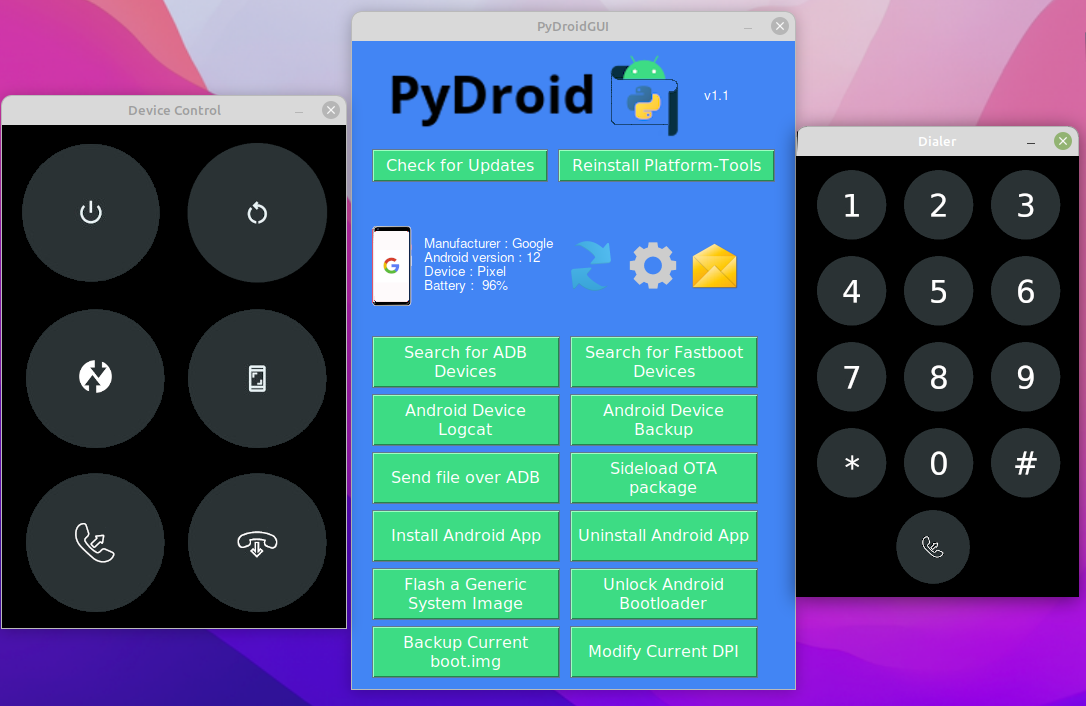 Device Control
PyDroidGUI
PyDroid
v1.1
Check for Updates
Reinstall Platform-Tools
Manufacturer : Google
Android version : 12
Device : Pixel
Battery : 96%
Search for ADB
Devices
Search for Fastboot
Devices
Android Device
Logcat
Android Device
Backup
Send file over ADB
Sideload OTA
package
Install Android App
Uninstall Android App
Flash a Generic
System Image
Unlock Android
Bootloader
Backup Current
boot.img
Modify Current DPI
Dialer
1 2 3
4 5 6
7 8 9
* 0 #